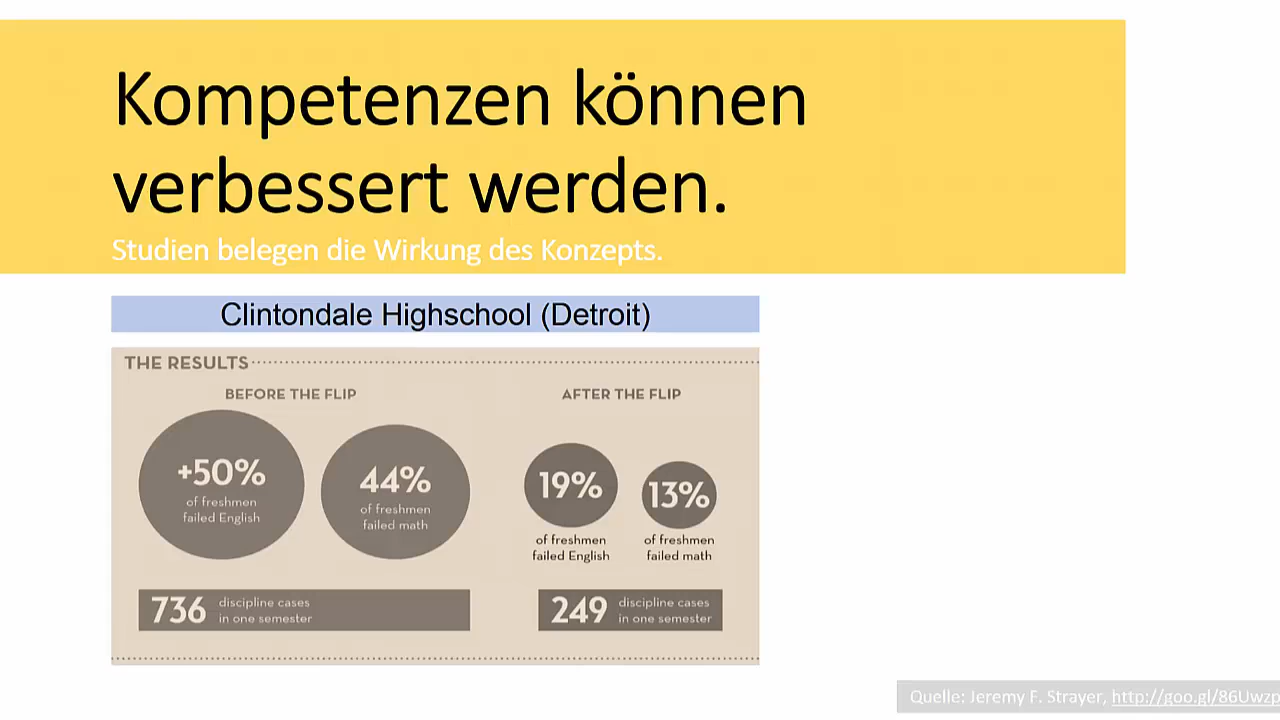 Kompetenzen können
verbessert werden.
Studien belegen die Wirkung des Konzepts.
Clintondale Highschool (Detroit)
THE RESULTS
BEFORE THE FLIP
AFTER THE FLIP
+50%
of freshmen
failed English
44%
of freshmen
failed math
19%
of freshmen
failed English
13%
of freshmen
failed math
736 discipline cases
in one semester
249 discipline cases
in one semester
Quelle: Jeremy F. Strayer, http://goo.gl/86Uwzp